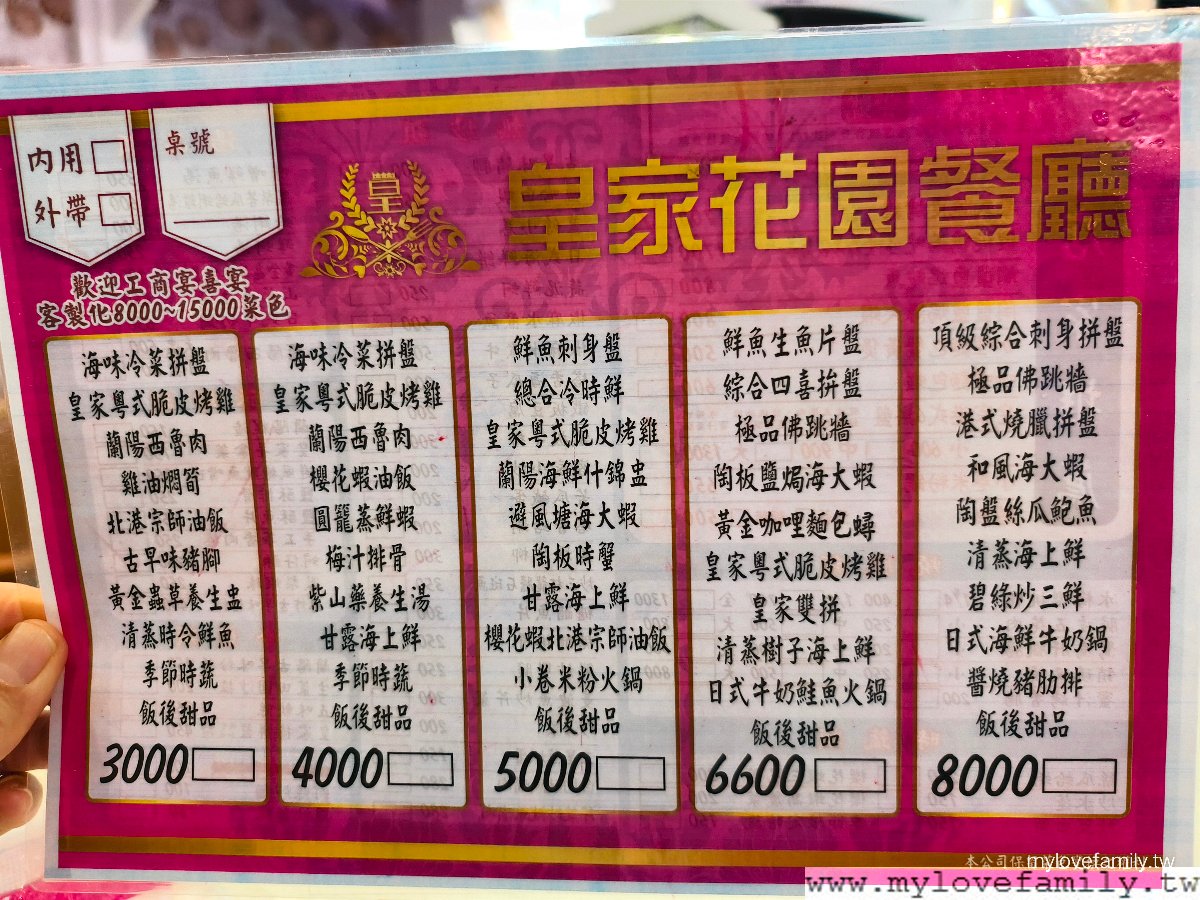 內用
外帶
桌號
皇
皇家花園餐廳
歡迎工商宴喜宴
客製化8000~15000菜色
海味冷菜拼盤
皇家粵式脆皮烤雞
蘭陽西魯肉
雞油燜筍
北港宗師油飯
古早味豬腳
黃金蟲草養生盅
清蒸時令鮮魚
季節時蔬
飯後甜品
3000
海味冷菜拼盤
皇家粵式脆皮烤雞
蘭陽西魯肉
櫻花蝦油飯
圓籠蒸鮮蝦
梅汁排骨
紫山藥養生湯
甘露海上鮮
季節時蔬
飯後甜品
4000
鮮魚刺身盤
總合冷時鮮
皇家粵式脆皮烤雞
蘭陽海鮮什錦盅
避風塘海大蝦
陶板時蟹
甘露海上鮮
櫻花蝦北港宗師油飯
小卷米粉火鍋
飯後甜品
5000
鮮魚生魚片盤
綜合四喜拚盤
極品佛跳牆
陶板鹽焗海大蝦
黃金咖哩麵包蟳
皇家粵式脆皮烤雞
皇家雙拼
清蒸樹子海上鮮
日式牛奶鮭魚火鍋
飯後甜品
6600
頂級綜合刺身拼盤
極品佛跳牆
港式燒臘拼盤
和風海大蝦
陶盤絲瓜鮑魚
清蒸海上鮮
碧綠炒三鮮
日式海鮮牛奶鍋
醬燒豬肋排
飯後甜品
8000
本公司保
mylovefamily.tw
www.mylovefamily.tw